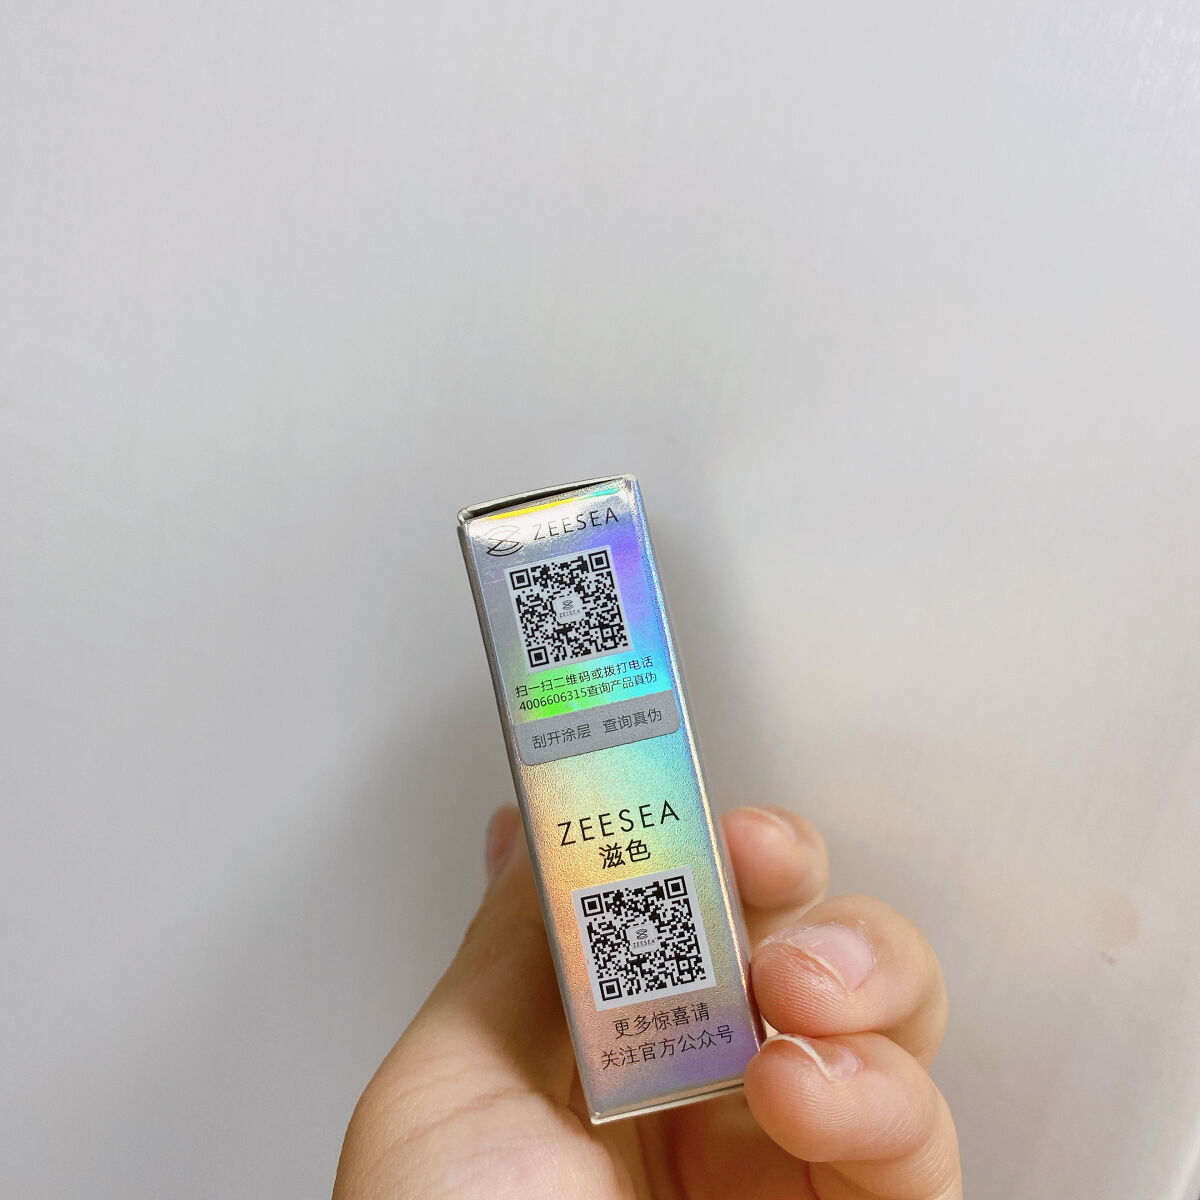 ZEESEA
ZEESEA
扫一扫二维码或拨打电话
4006606315查询产品真伪
刮开涂层 查询真伪
ZEESEA
滋色
ZEESEA
更多惊喜请
关注官方公众号